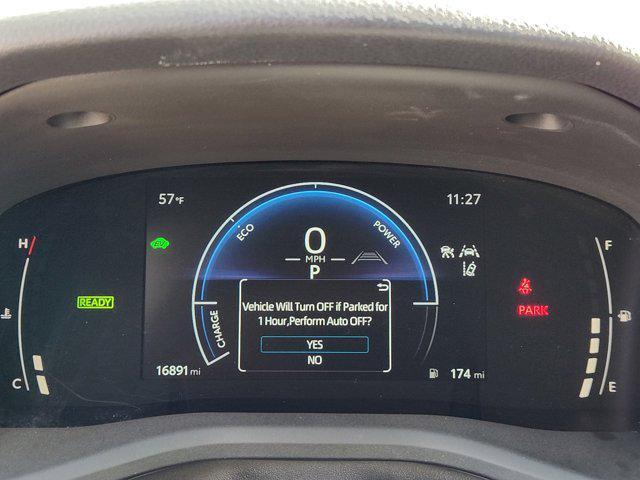 57°F
11:27
H
F
ECO
POWER
0
MPH
P
READY
PARK
Vehicle Will Turn OFF if Parked for
1 Hour,Perform Auto OFF?
YES
NO
CHARGE
16891 mi
174 mi
C
E